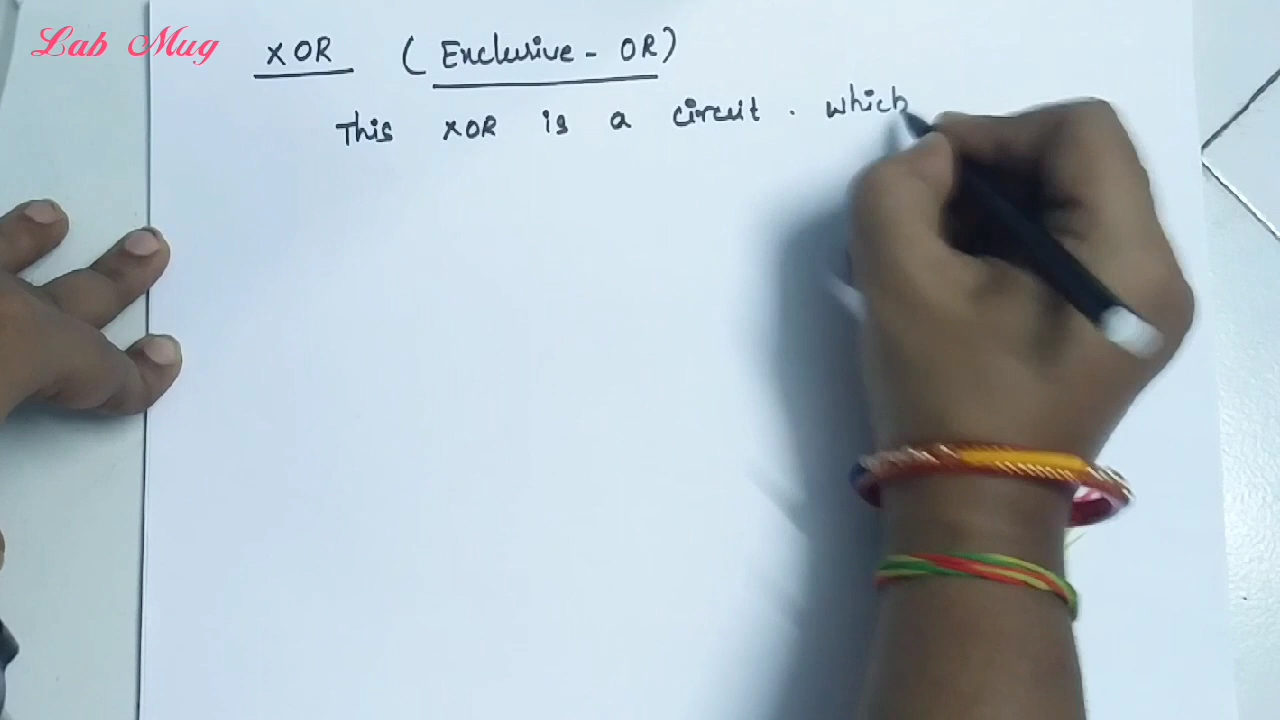 Lab Mug
XOR (Exclusive - OR)
This XOR is a circuit. which